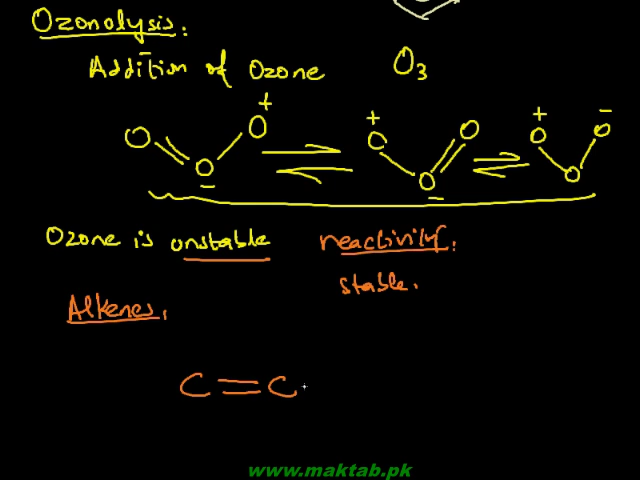 Ozonolysis.
Addition of Ozone O3
O O O + − ⇌ + O O O − ⇌ + O O O −
Ozone is unstable reactivity.
stable.
Alkenes.
C=C
www.maktab.pk